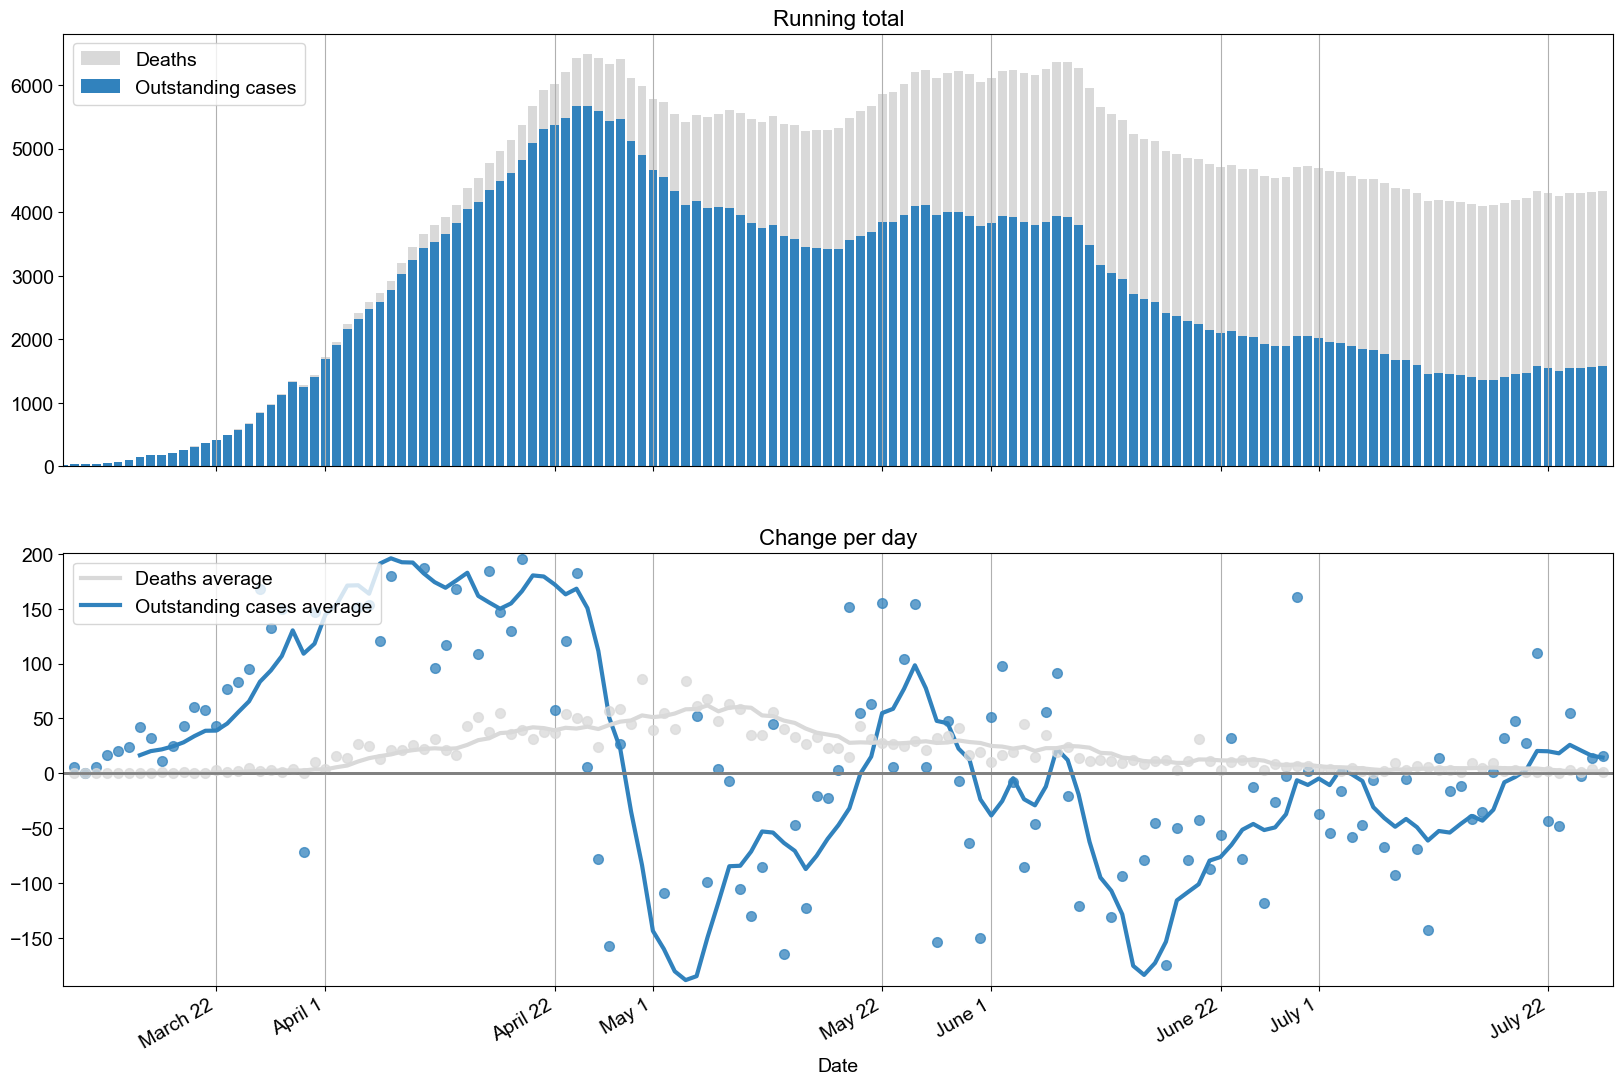 Running total
Deaths
Outstanding cases
6000
5000
4000
3000
2000
1000
0
Change per day
Deaths average
Outstanding cases average
200
150
100
50
0
−50
−100
−150
March 22
April 1
April 22
May 1
May 22
June 1
June 22
July 1
July 22
Date